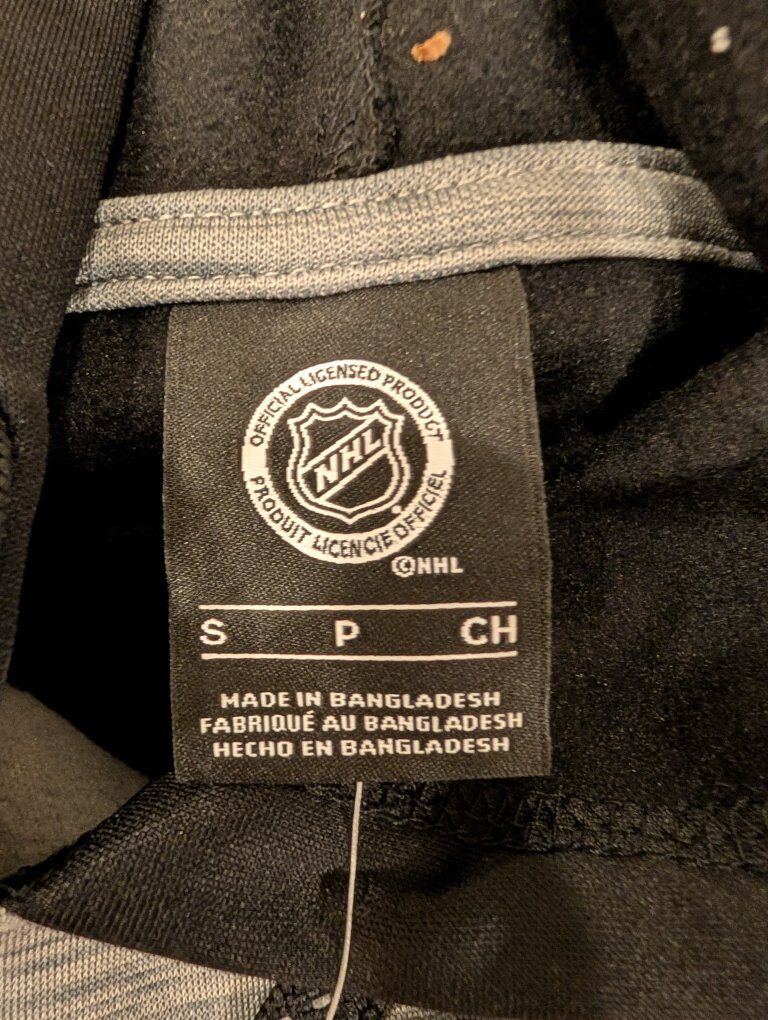 OFFICIAL LICENSED PRODUCT
NHL
PRODUIT LICENCIE OFFICIEL
©NHL
S P CH
MADE IN BANGLADESH
FABRIQUÉ AU BANGLADESH
HECHO EN BANGLADESH